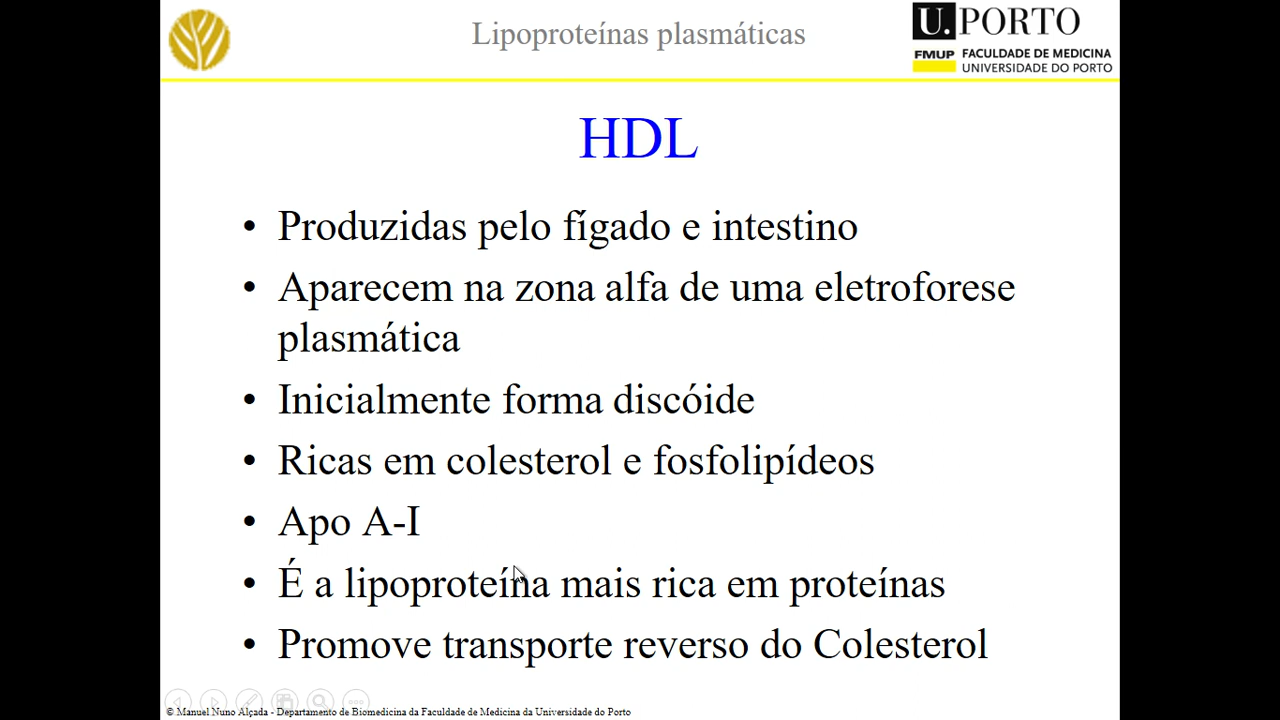 Lipoproteínas plasmáticas
U.PORTO
FMUP FACULDADE DE MEDICINA
UNIVERSIDADE DO PORTO
HDL
• Produzidas pelo fígado e intestino
• Aparecem na zona alfa de uma eletroforese
plasmática
• Inicialmente forma discóide
• Ricas em colesterol e fosfolipídeos
• Apo A-I
• É a lipoproteína mais rica em proteínas
• Promove transporte reverso do Colesterol
© Manuel Nuno Alçada - Departamento de Biomedicina da Faculdade de Medicina da Universidade do Porto